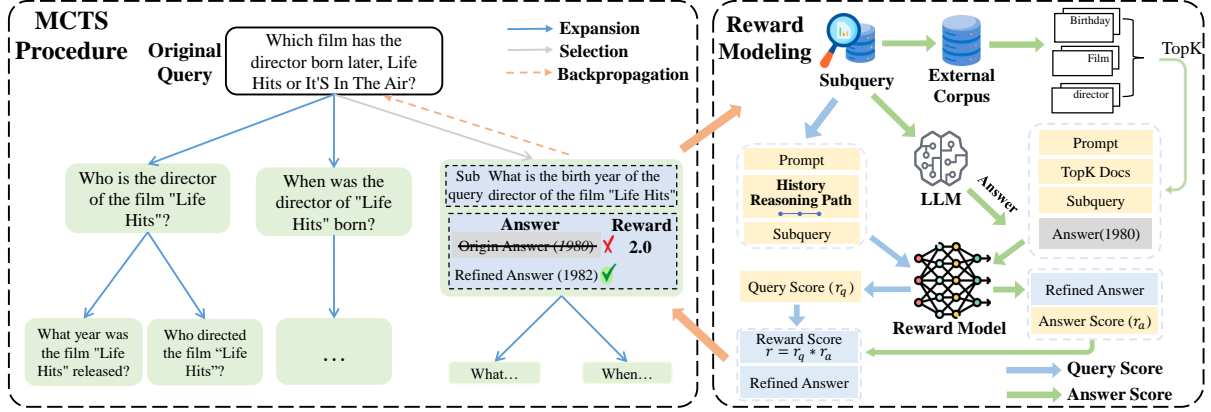 MCTS
Procedure
Original
Query
Which film has the
director born later, Life
Hits or It'S In The Air?
Expansion
Selection
Backpropagation
Who is the director
of the film "Life
Hits"?
When was the
director of "Life
Hits" born?
Sub query What is the birth year of the
director of the film "Life Hits"
Answer
Reward
Origin Answer (1980)
2.0
Refined Answer (1982)
What year was
the film "Life
Hits" released?
Who directed
the film “Life
Hits”?
...
What…
When…
Reward
Modeling
Subquery
External
Corpus
Birthday
Film
director
TopK
Prompt
History
Reasoning Path
Subquery
LLM
Answer
Prompt
TopK Docs
Subquery
Answer(1980)
Query Score (r_q)
Reward Model
Refined Answer
Answer Score (r_a)
Reward Score
r = r_q * r_a
Refined Answer
Query Score
Answer Score